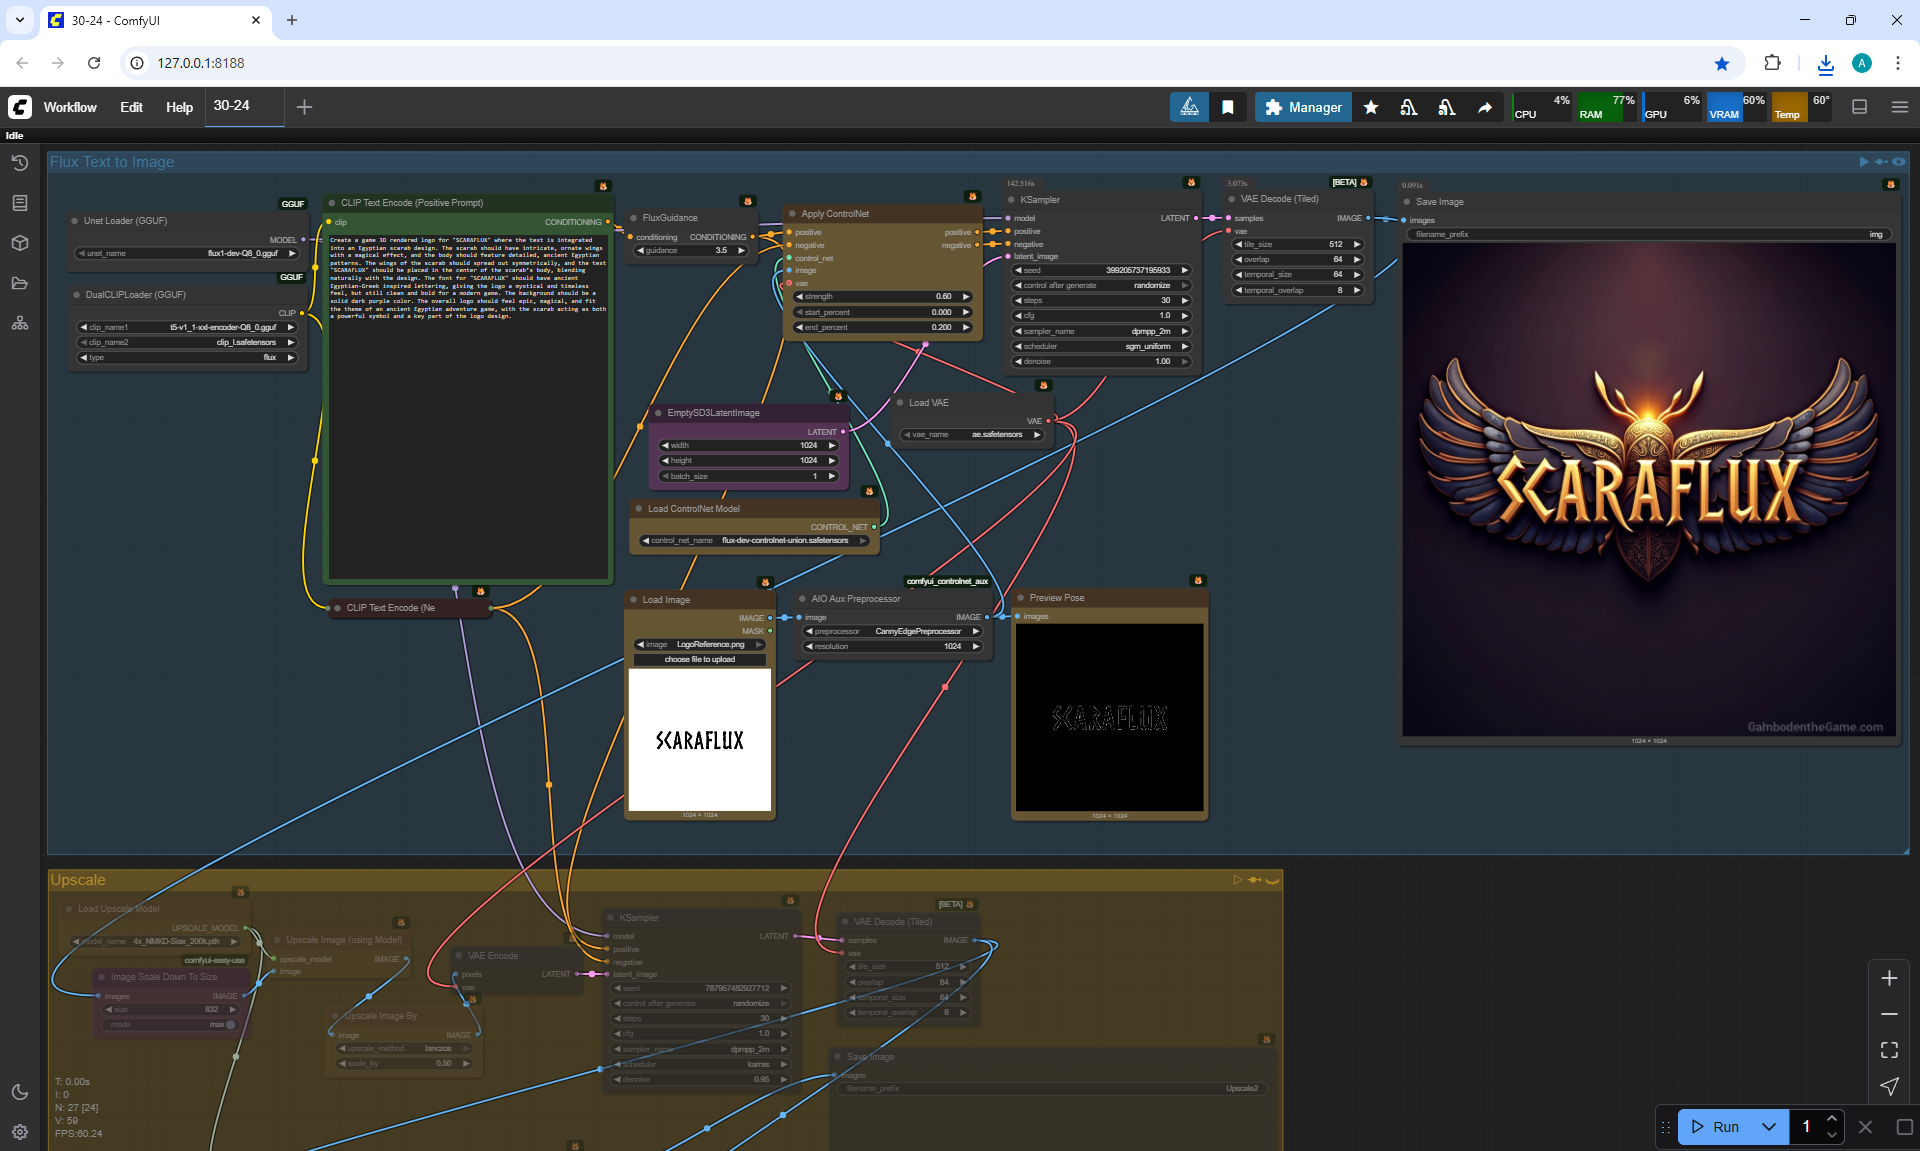 30-24 - ComfyUI
127.0.0.1:8188
A
Workflow
Edit
Help
30-24
Manager
CPU
4%
RAM
77%
GPU
6%
VRAM
60%
Temp
60°
Idle
Flux Text to Image
GGUF
Unet Loader (GGUF)
MODEL
unet_name flux1-dev-Q8_0.gguf
GGUF
DualCLIPLoader (GGUF)
CLIP
clip_name1 t5-v1_1-xxl-encoder-Q8_0.gguf
clip_name2 clip_l.safetensors
type flux
CLIP Text Encode (Positive Prompt)
clip
CONDITIONING
Create a game 3D rendered logo for "SCARAFLUX" where the text is integrated
into an Egyptian scarab design. The scarab should have intricate, ornate wings
with a magical effect, and the body should feature detailed, ancient Egyptian
patterns. The wings of the scarab should spread out symmetrically, and the text
"SCARAFLUX" should be placed in the center of the scarab's body, blending
naturally with the design. The font for "SCARAFLUX" should have ancient
Egyptian-Greek inspired lettering, giving the logo a mystical and timeless
feel, but still clean and bold for a modern game. The background should be a
solid dark purple color. The overall logo should feel epic, magical, and fit
the theme of an ancient Egyptian adventure game, with the scarab acting as both
a powerful symbol and a key part of the logo design.
CLIP Text Encode (Ne
FluxGuidance
conditioning CONDITIONING
guidance 3.5
Apply ControlNet
positive positive
negative negative
control_net
image
vae
strength 0.60
start_percent 0.000
end_percent 0.200
142.516s
KSampler
model LATENT
positive
negative
latent_image
seed 399205737195933
control after generate randomize
steps 30
cfg 1.0
sampler_name dpmpp_2m
scheduler sgm_uniform
denoise 1.00
3.073s
[BETA]
VAE Decode (Tiled)
samples IMAGE
vae
tile_size 512
overlap 64
temporal_size 64
temporal_overlap 8
0.091s
Save Image
images
filename_prefix img
SCARAFLUX
GambodentheGame.com
1024 × 1024
EmptySD3LatentImage
LATENT
width 1024
height 1024
batch_size 1
Load VAE
VAE
vae_name ae.safetensors
Load ControlNet Model
CONTROL_NET
control_net_name flux-dev-controlnet-union.safetensors
Load Image
IMAGE
MASK
image LogoReference.png
choose file to upload
SCARAFLUX
1024 × 1024
comfyui_controlnet_aux
AIO Aux Preprocessor
image IMAGE
preprocessor CannyEdgePreprocessor
resolution 1024
Preview Pose
images
SCARAFLUX
1024 × 1024
Upscale
Load Upscale Model
UPSCALE_MODEL
model_name 4x_NMKD-Siax_200k.pth
comfyui-easy-use
Image Scale Down To Size
images IMAGE
size 832
mode max
Upscale Image (using Model)
upscale_model IMAGE
image
Upscale Image By
image IMAGE
upscale_method lanczos
scale_by 0.50
VAE Encode
pixels LATENT
vae
KSampler
model LATENT
positive
negative
latent_image
seed 787957482927712
control after generate randomize
steps 30
cfg 1.0
sampler_name dpmpp_2m
scheduler karras
denoise 0.95
[BETA]
VAE Decode (Tiled)
samples IMAGE
vae
tile_size 512
overlap 64
temporal_size 64
temporal_overlap 8
Save Image
images
filename_prefix Upscale2
T: 0.00s
I: 0
N: 27 [24]
V: 59
FPS:60.24
Run
1